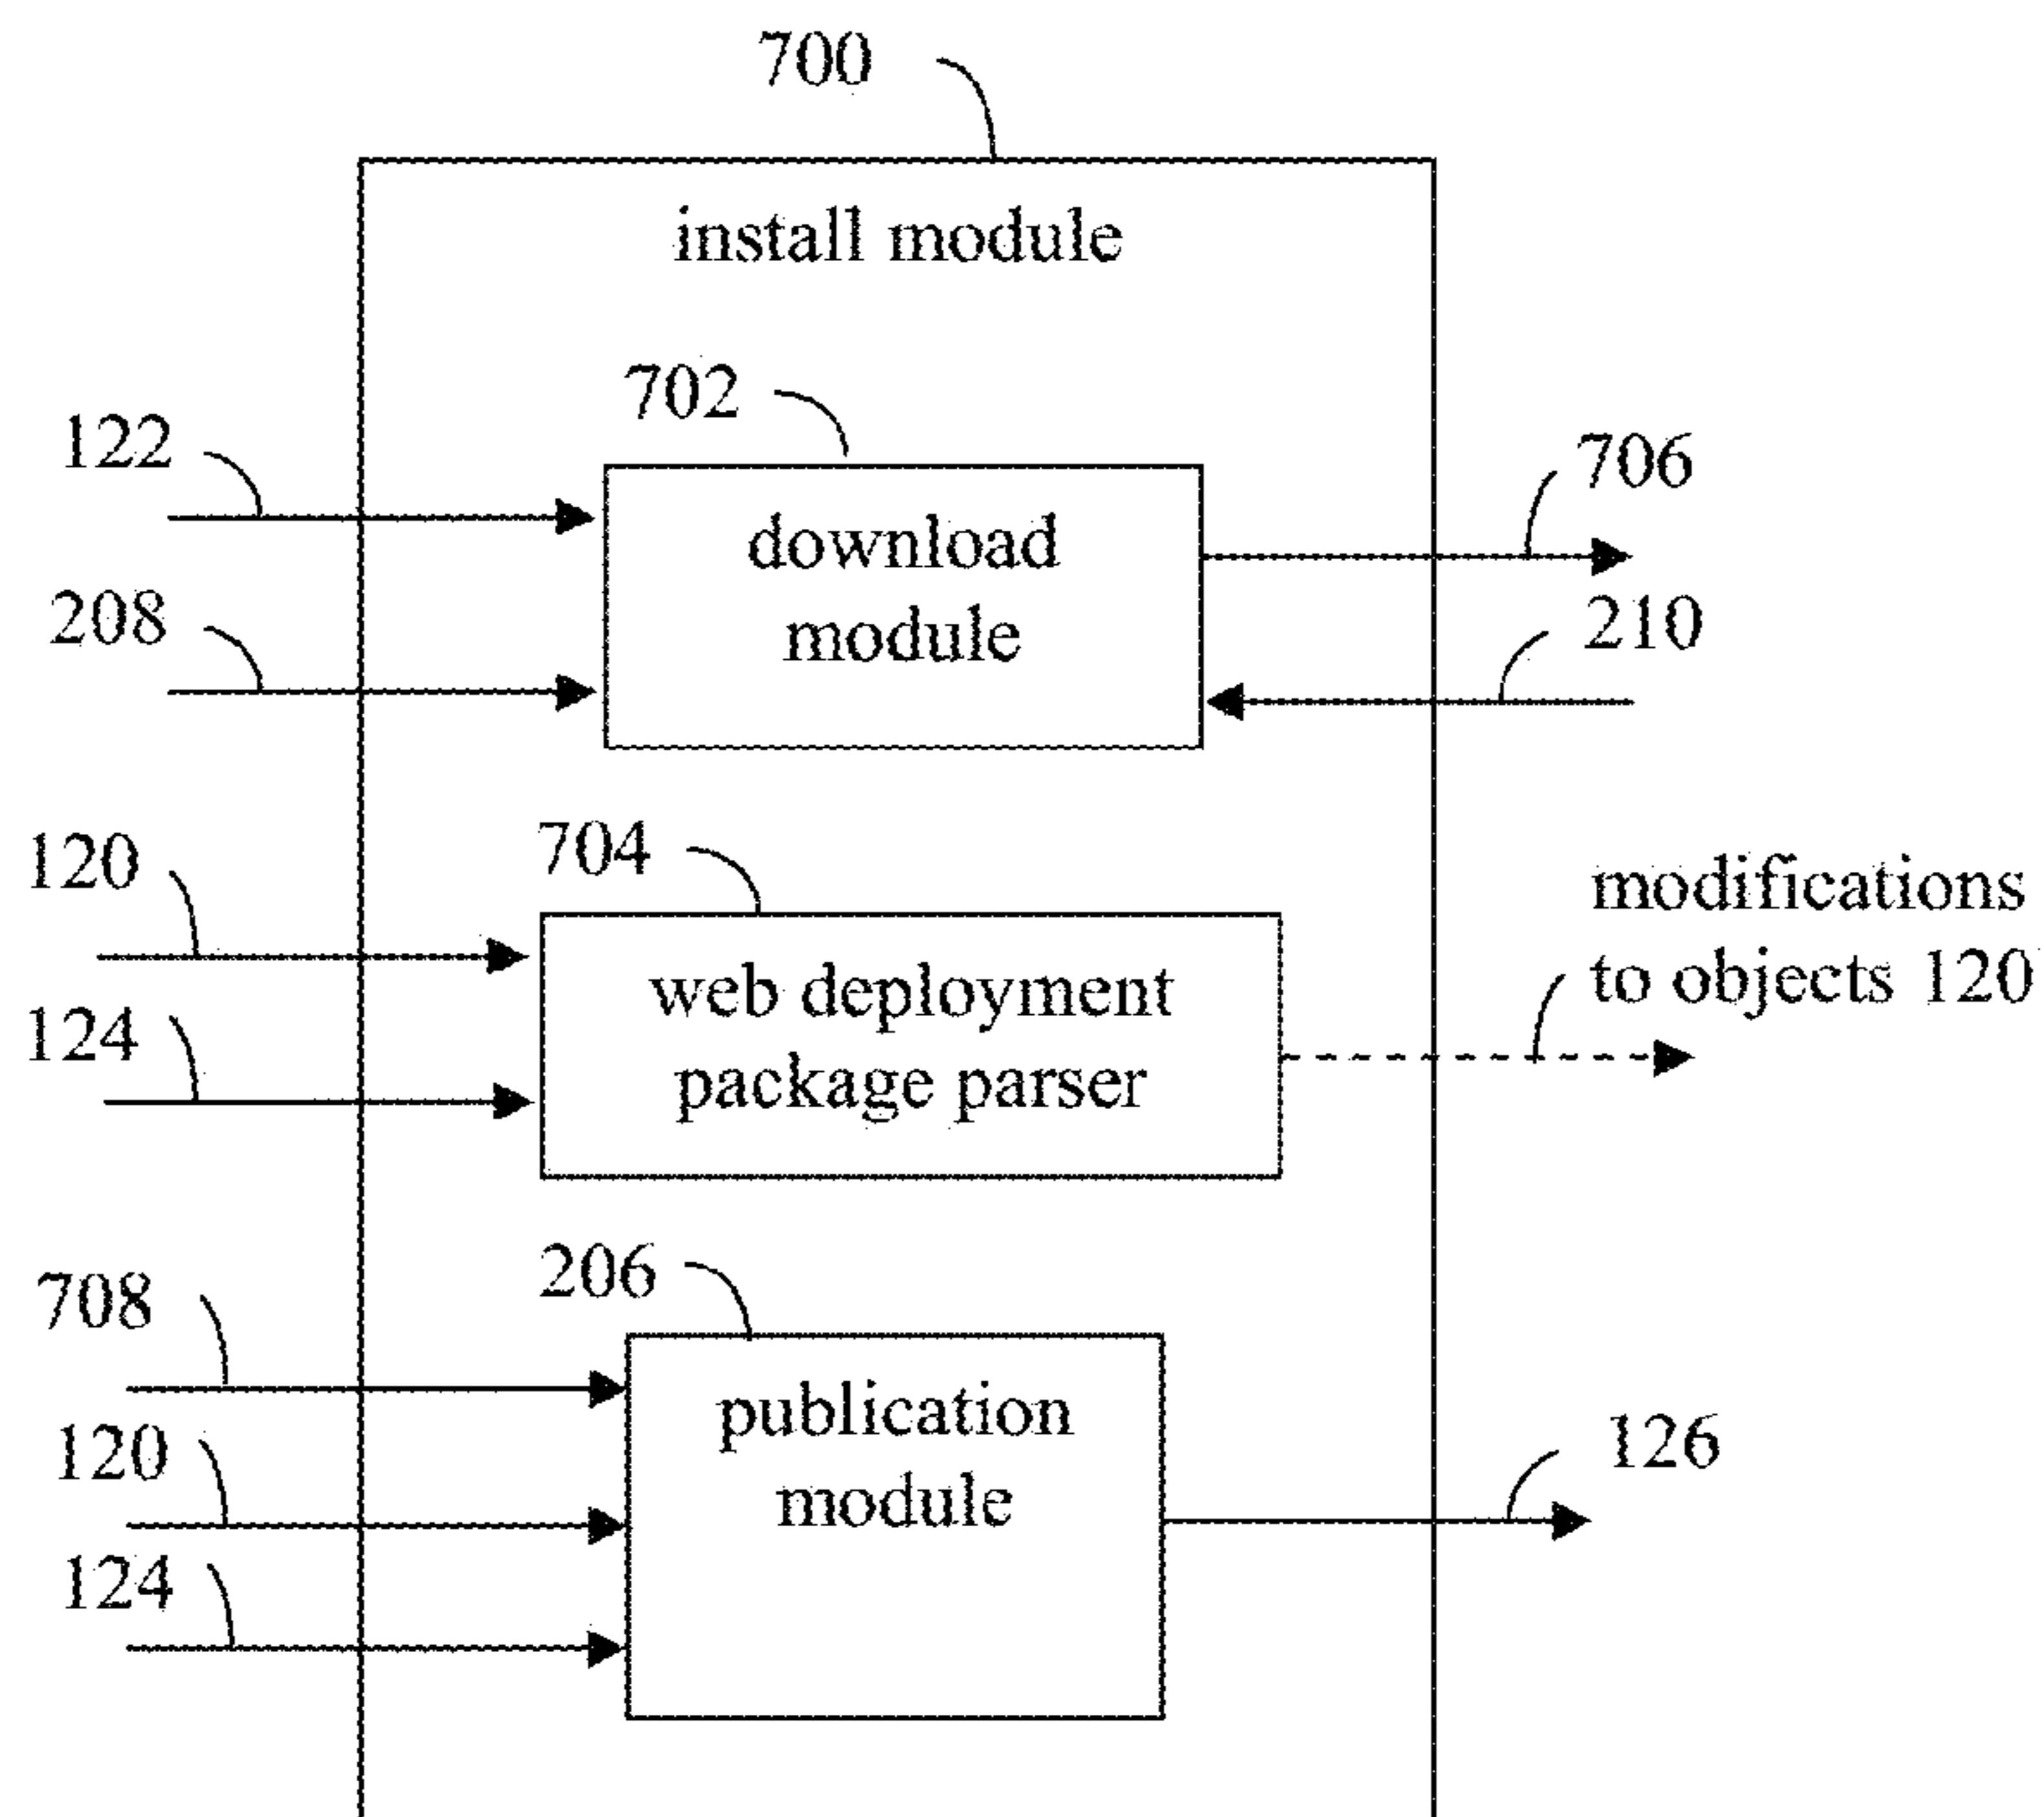 700
install module
702
122
706
download
208
210
module
120
704
modifications
web deployment
to objects 120
124
package parser
206
708
publication
120
126
module
124